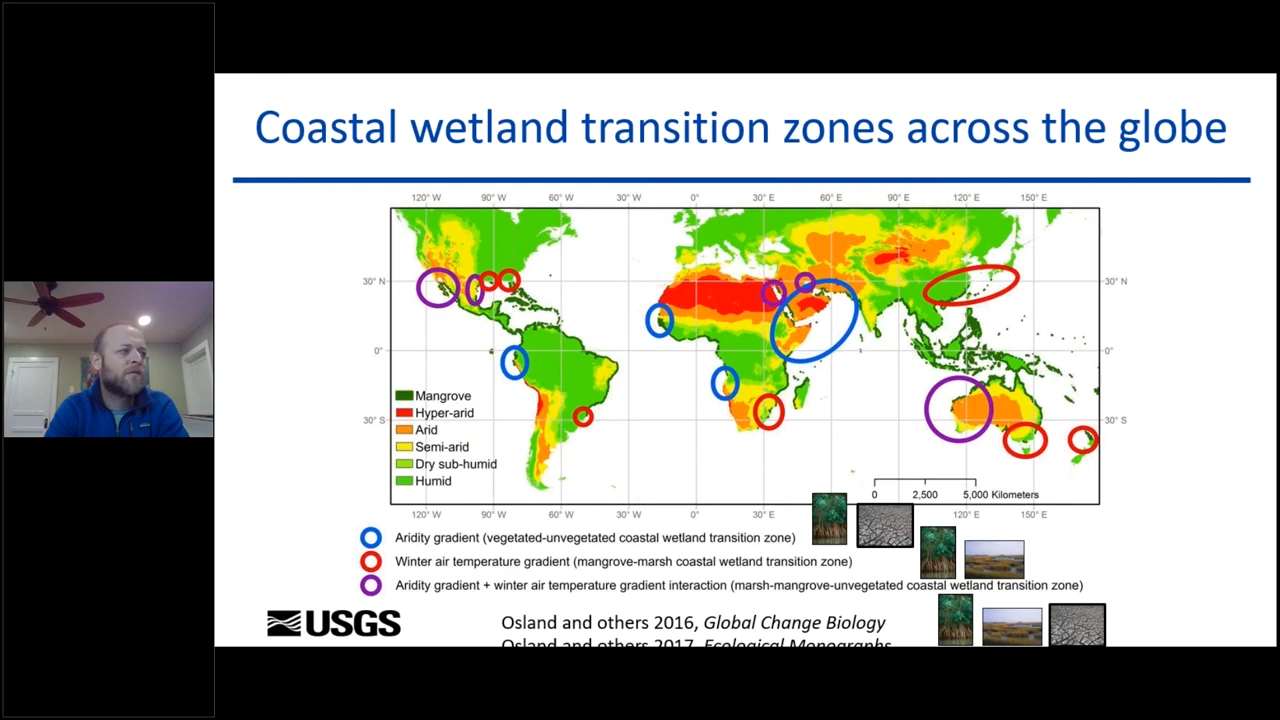 Coastal wetland transition zones across the globe
120° W 90° W 60° W 30° W 0° 30° E 60° E 90° E 120° E 150° E
30° N 30° N
0° 0°
30° S 30° S
Mangrove
Hyper-arid
Arid
Semi-arid
Dry sub-humid
Humid
0 2,500 5,000 Kilometers
120° W 90° W 60° W 30° W 0° 30° E 120° E 150° E
Aridity gradient (vegetated-unvegetated coastal wetland transition zone)
Winter air temperature gradient (mangrove-marsh coastal wetland transition zone)
Aridity gradient + winter air temperature gradient interaction (marsh-mangrove-unvegetated coastal wetland transition zone)
USGS
Osland and others 2016, Global Change Biology
Osland and others 2017, Ecological Monographs